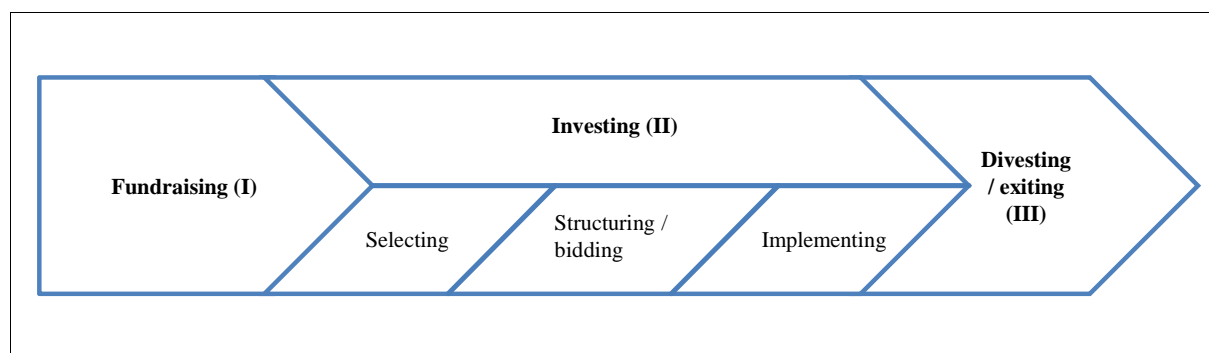 Fundraising (I)
Investing (II)
Selecting
Structuring /
bidding
Implementing
Divesting
/ exiting
(III)